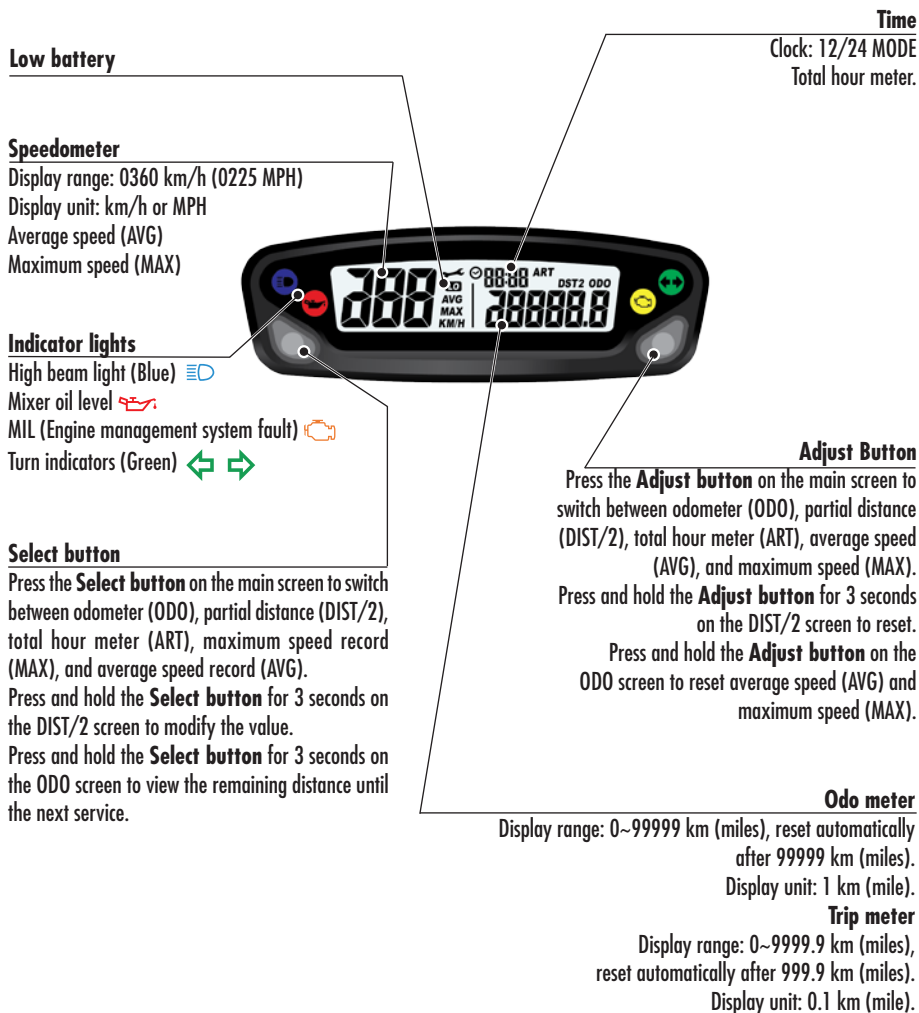 Time
Clock: 12/24 MODE
Total hour meter.
Low battery
Speedometer
Display range: 0360 km/h (0225 MPH)
Display unit: km/h or MPH
Average speed (AVG)
Maximum speed (MAX)
ART
DST2 ODO
AVG
MAX
KM/H
Indicator lights
High beam light (Blue)
Mixer oil level
MIL (Engine management system fault)
Turn indicators (Green)
Select button
Press the Select button on the main screen to switch
between odometer (ODO), partial distance (DIST/2),
total hour meter (ART), maximum speed record
(MAX), and average speed record (AVG).
Press and hold the Select button for 3 seconds on
the DIST/2 screen to modify the value.
Press and hold the Select button for 3 seconds on
the ODO screen to view the remaining distance until
the next service.
Adjust Button
Press the Adjust button on the main screen to
switch between odometer (ODO), partial distance
(DIST/2), total hour meter (ART), average speed
(AVG), and maximum speed (MAX).
Press and hold the Adjust button for 3 seconds
on the DIST/2 screen to reset.
Press and hold the Adjust button on the
ODO screen to reset average speed (AVG) and
maximum speed (MAX).
Odo meter
Display range: 0~99999 km (miles), reset automatically
after 99999 km (miles).
Display unit: 1 km (mile).
Trip meter
Display range: 0~9999.9 km (miles),
reset automatically after 999.9 km (miles).
Display unit: 0.1 km (mile).